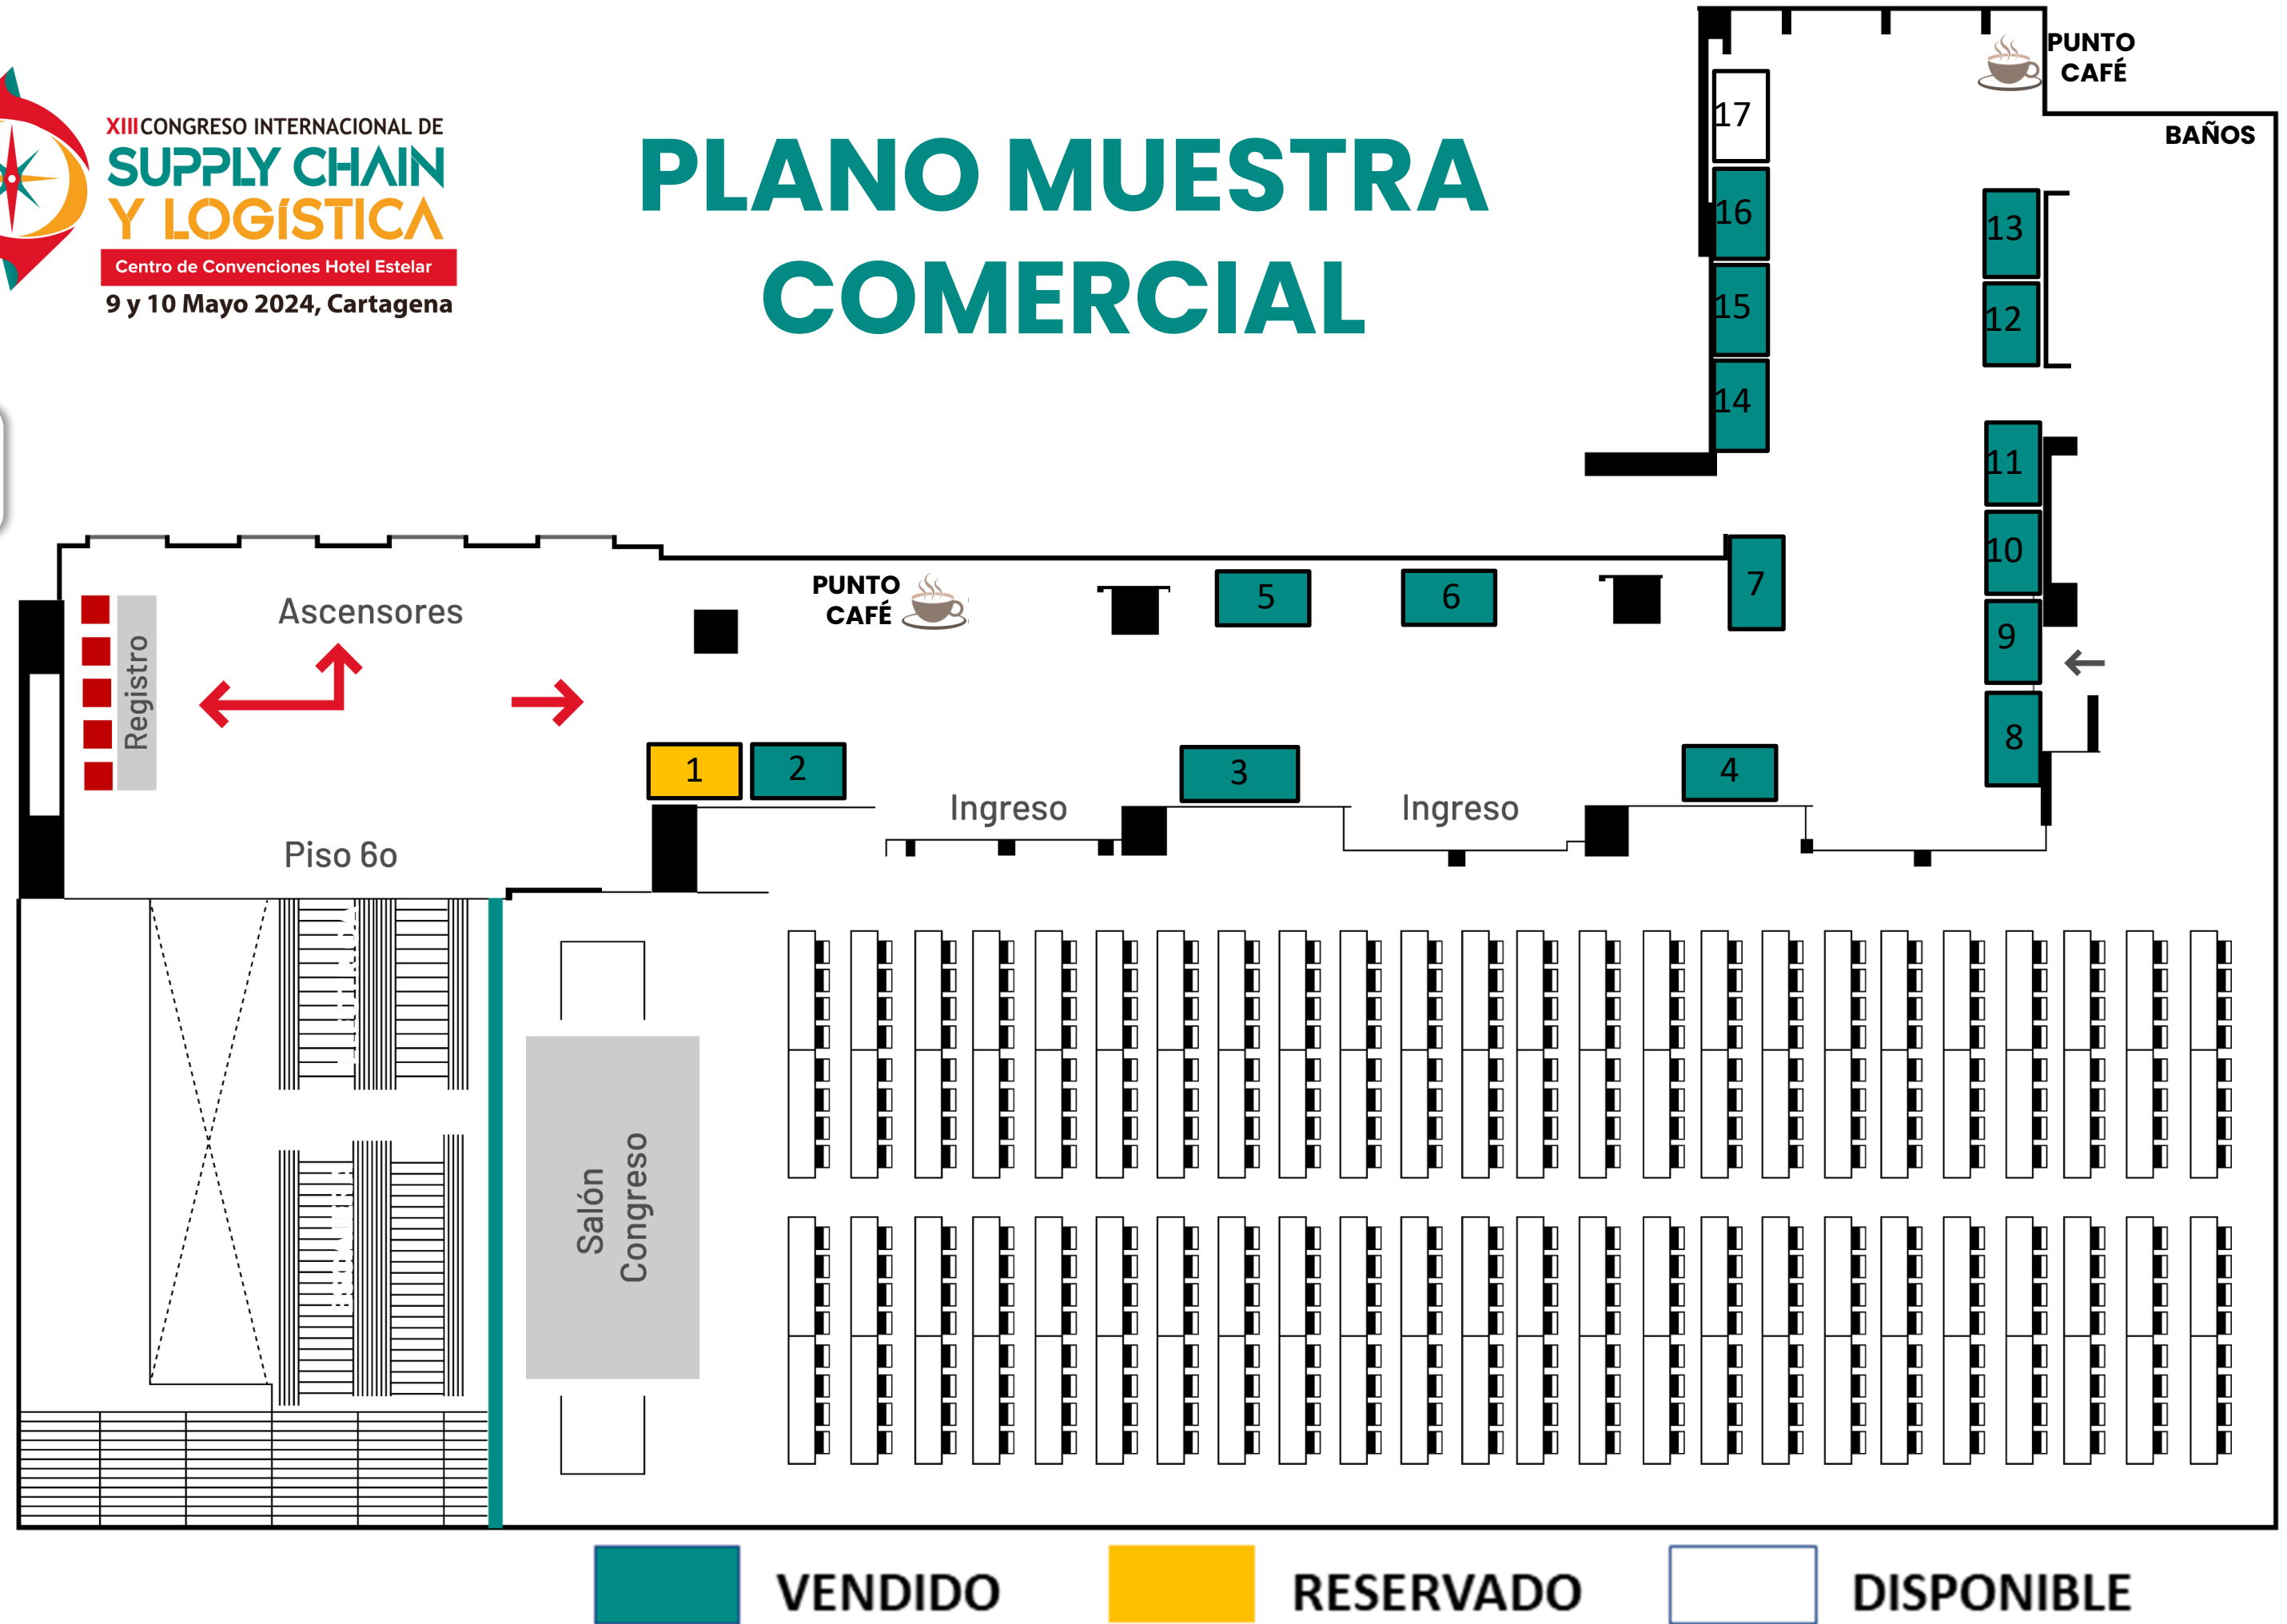 XIII CONGRESO INTERNACIONAL DE
SUPPLY CHAIN
Y LOGÍSTICA
Centro de Convenciones Hotel Estelar
9 y 10 Mayo 2024, Cartagena
PLANO MUESTRA
COMERCIAL
PUNTO
CAFÉ
BAÑOS
17
16
15
14
13
12
11
10
9
8
7
Ascensores
Registro
PUNTO
CAFÉ
5
6
1
2
3
4
Ingreso
Ingreso
Piso 6o
Salón
Congreso
VENDIDO
RESERVADO
DISPONIBLE